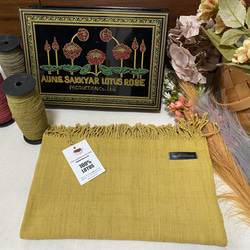 AUNG SAKKYAR LOTUS ROBE
PRODUCTION CO., LTD.
100%
LOTUS